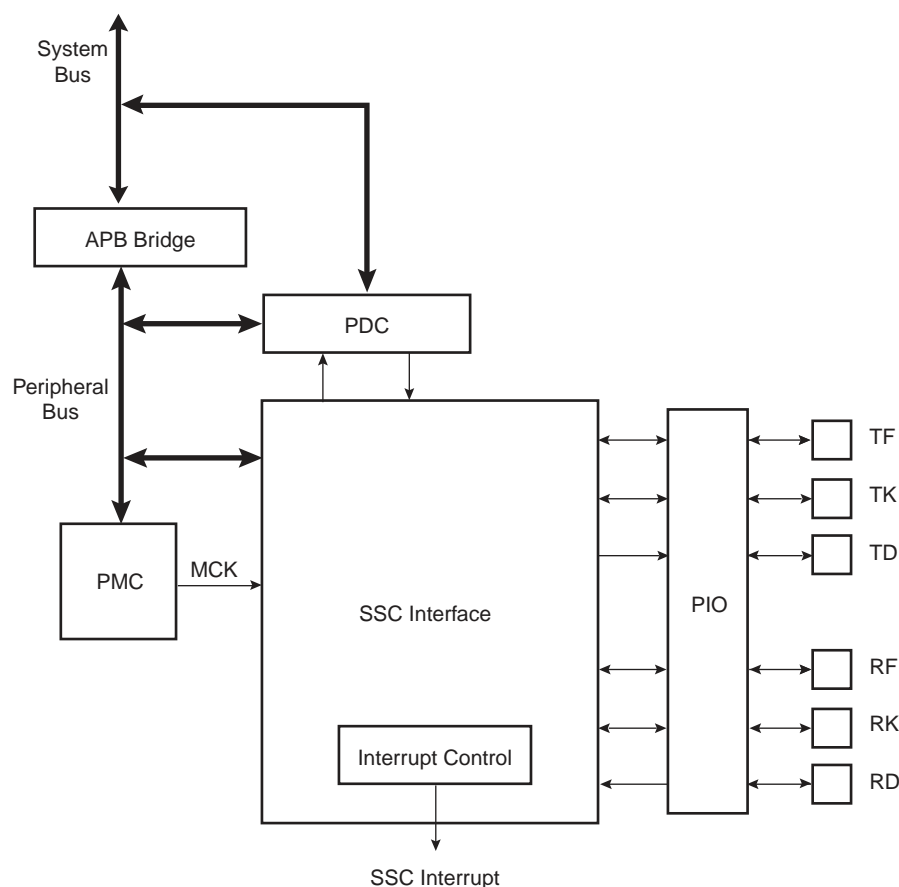 System
Bus
APB Bridge
PDC
Peripheral
Bus
TF
TK
PMC
MCK
TD
SSC Interface
PIO
RF
RK
Interrupt Control
RD
SSC Interrupt